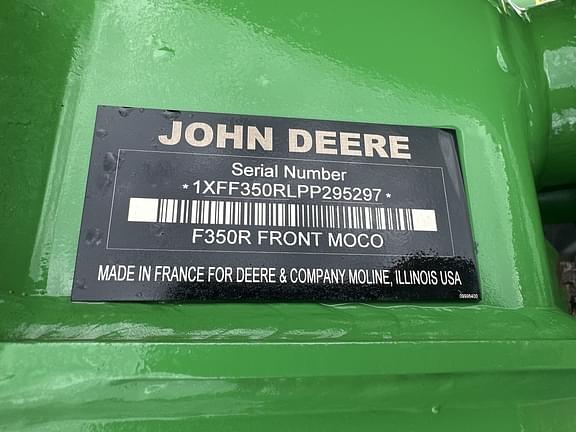 JOHN DEERE
Serial Number
*1XFF350RLPP295297*
F350R FRONT MOCO
MADE IN FRANCE FOR DEERE & COMPANY MOLINE, ILLINOIS USA